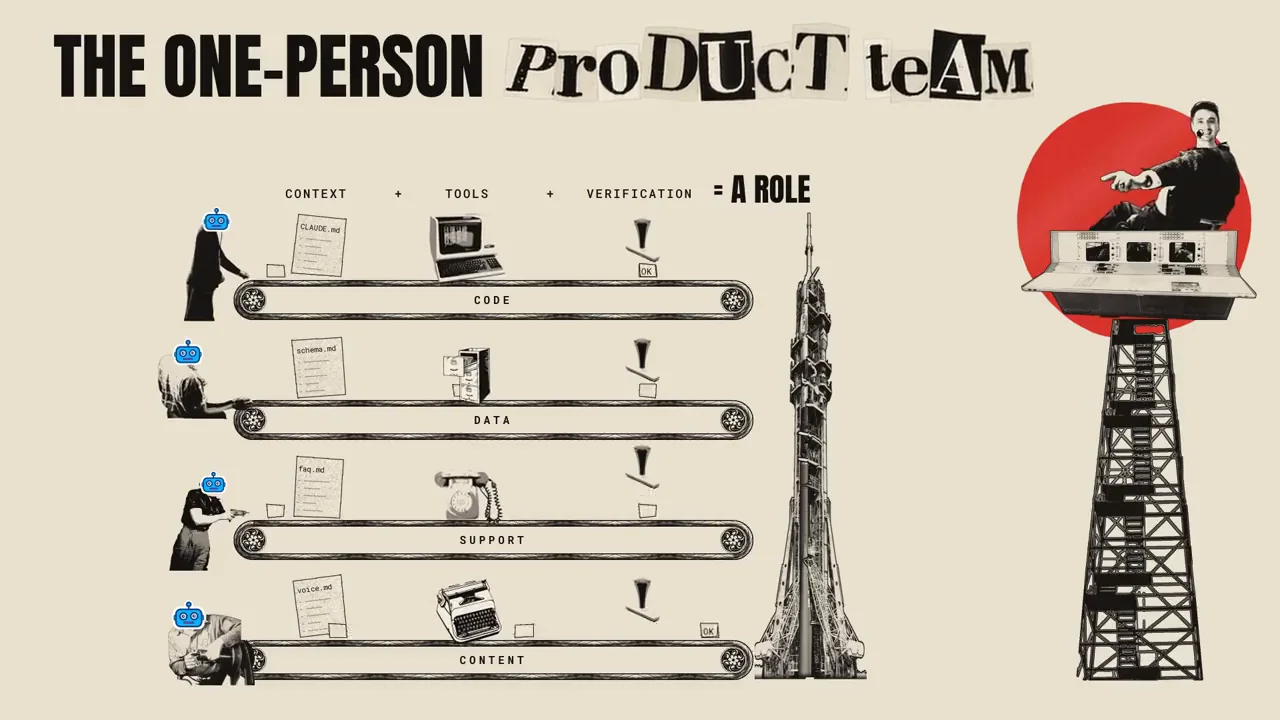 THE ONE-PERSON ProDUcT teAM
CONTEXT + TOOLS + VERIFICATION = A ROLE
CLAUDE.md
OK
CODE
schema.md
DATA
faq.md
SUPPORT
voice.md
OK
CONTENT